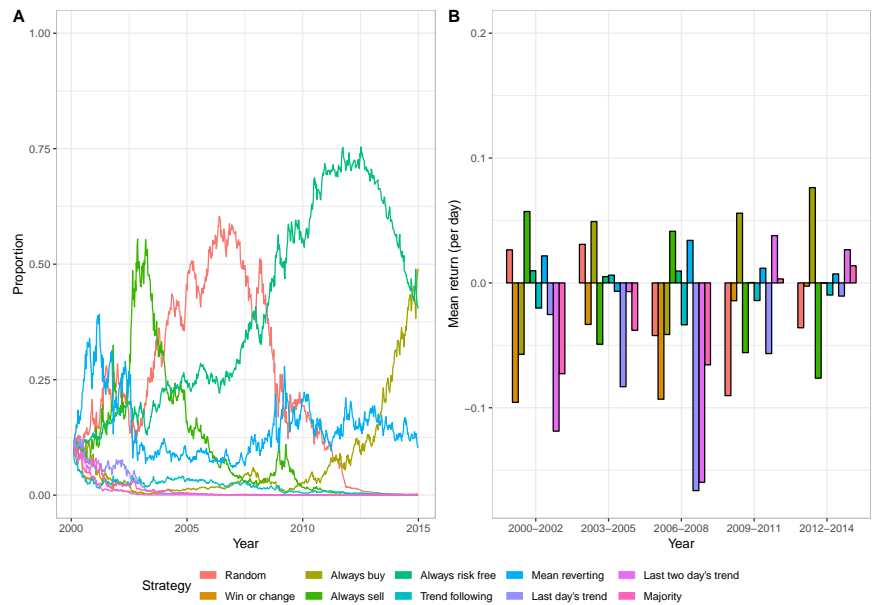 A
1.00
0.75
0.50
0.25
0.00
Proportion
2000
2005
2010
2015
Year
B
0.2
0.1
0.0
−0.1
Mean return (per day)
2000–2002
2003–2005
2006–2008
2009–2011
2012–2014
Year
Strategy
Random
Always buy
Always risk free
Mean reverting
Last two day's trend
Win or change
Always sell
Trend following
Last day's trend
Majority